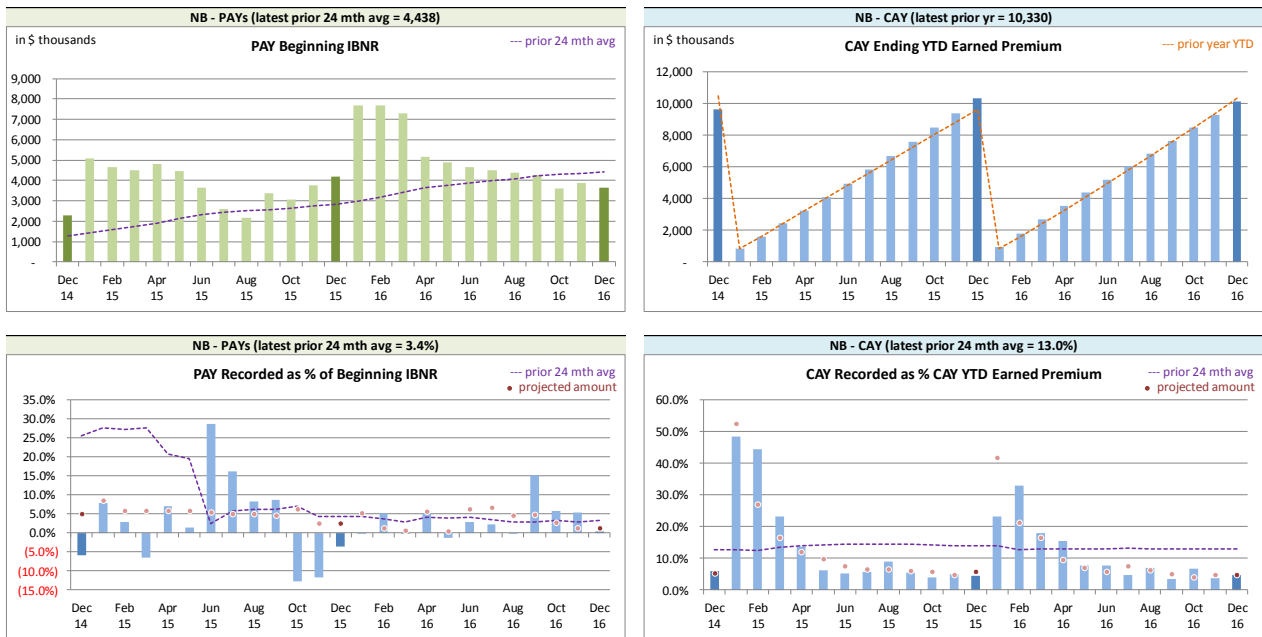 NB - PAYs (latest prior 24 mth avg = 4,438)
in $ thousands
PAY Beginning IBNR
--- prior 24 mth avg
9,000
8,000
7,000
6,000
5,000
4,000
3,000
2,000
1,000
-
Dec Feb Apr Jun Aug Oct Dec Feb Apr Jun Aug Oct Dec
14 15 15 15 15 15 15 16 16 16 16 16 16
NB - CAY (latest prior yr = 10,330)
in $ thousands
CAY Ending YTD Earned Premium
--- prior year YTD
12,000
10,000
8,000
6,000
4,000
2,000
-
Dec Feb Apr Jun Aug Oct Dec Feb Apr Jun Aug Oct Dec
14 15 15 15 15 15 15 16 16 16 16 16 16
NB - PAYs (latest prior 24 mth avg = 3.4%)
PAY Recorded as % of Beginning IBNR
--- prior 24 mth avg
projected amount
35.0%
30.0%
25.0%
20.0%
15.0%
10.0%
5.0%
0.0%
(5.0%)
(10.0%)
(15.0%)
Dec Feb Apr Jun Aug Oct Dec Feb Apr Jun Aug Oct Dec
14 15 15 15 15 15 15 16 16 16 16 16 16
NB - CAY (latest prior 24 mth avg = 13.0%)
CAY Recorded as % CAY YTD Earned Premium
--- prior 24 mth avg
projected amount
60.0%
50.0%
40.0%
30.0%
20.0%
10.0%
0.0%
Dec Feb Apr Jun Aug Oct Dec Feb Apr Jun Aug Oct Dec
14 15 15 15 15 15 15 16 16 16 16 16 16